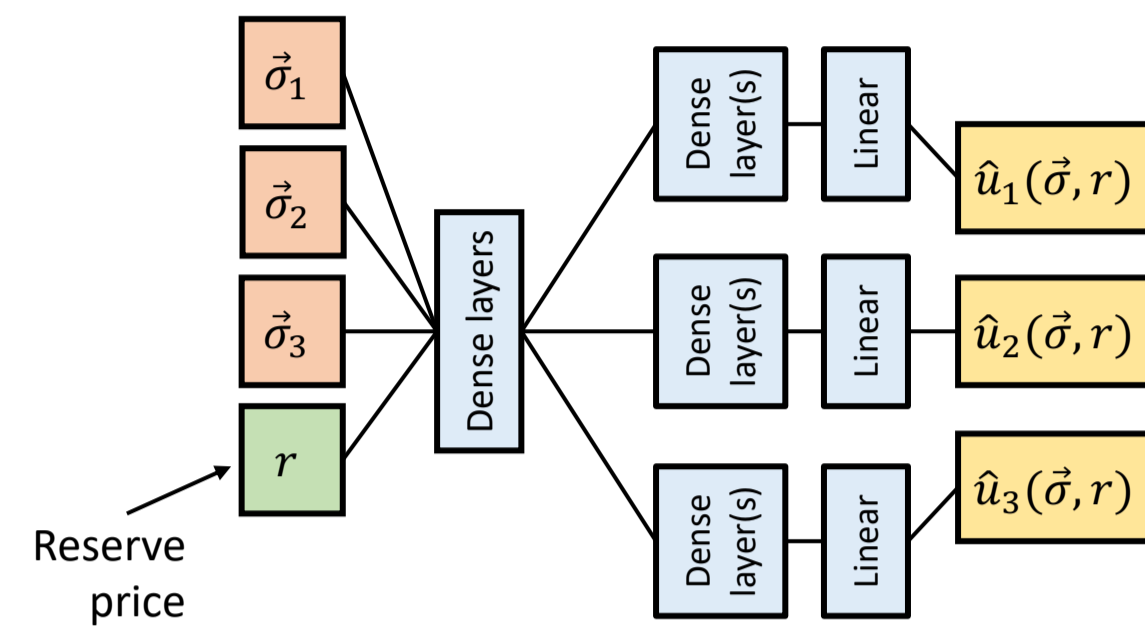 σ⃗₁
σ⃗₂
σ⃗₃
r
Reserve
price
Dense layers
Dense
layer(s)
Linear
û₁(σ⃗, r)
Dense
layer(s)
Linear
û₂(σ⃗, r)
Dense
layer(s)
Linear
û₃(σ⃗, r)